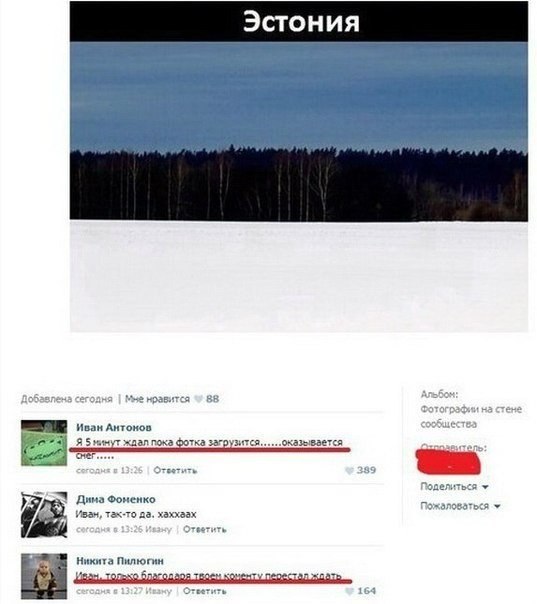 Эстония
Добавлена сегодня | Мне нравится 88
Иван Антонов
Я 5 минут ждал пока фотка загрузится......оказывается
снег.....
сегодня в 13:26 | Ответить 389
Дима Фоменко
Иван, так-то да. хаххаах
сегодня в 13:26 Ивану | Ответить
Никита Пилюгин
Иван, только благодаря твоем коменту перестал ждать
сегодня в 13:27 Ивану | Ответить 164
Альбом:
Фотографии на стене
сообщества
Отправитель:
Поделиться
Пожаловаться